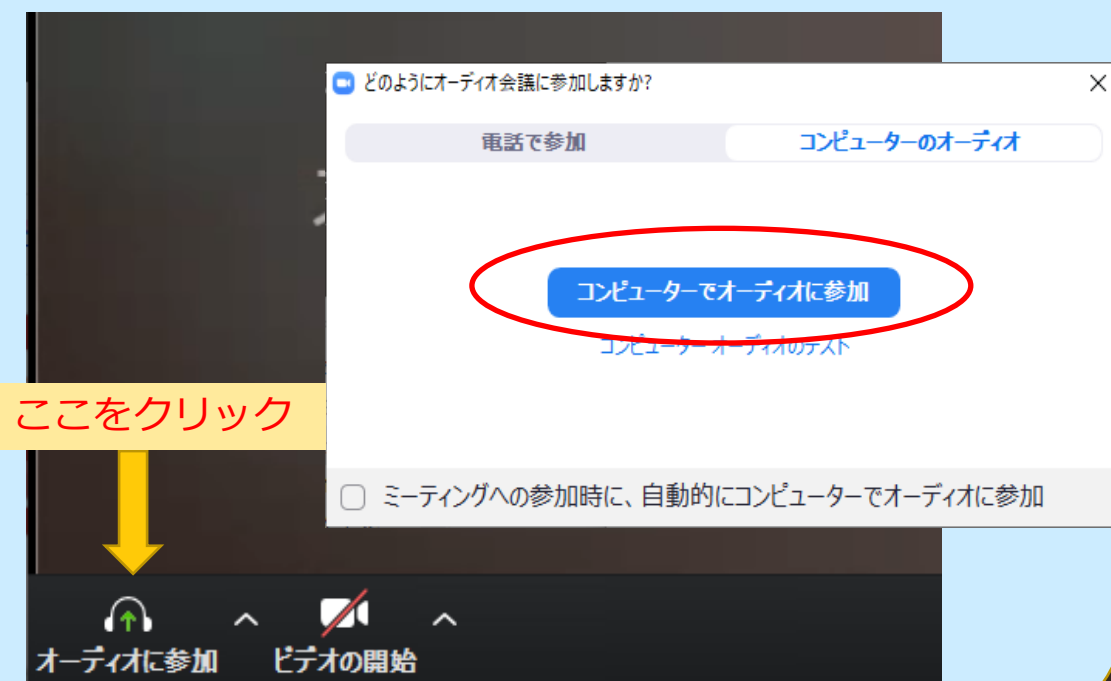 どのようにオーディオ会議に参加しますか?
電話で参加
コンピューターのオーディオ
コンピューターでオーディオに参加
コンピューター オーディオのテスト
ここをクリック
ミーティングへの参加時に、自動的にコンピューターでオーディオに参加
オーディオに参加
ビデオの開始